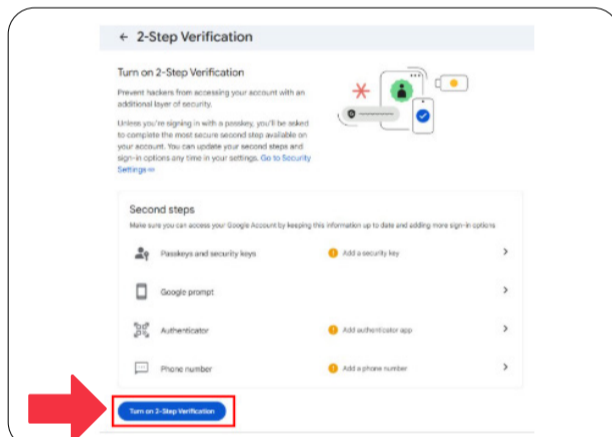 ← 2-Step Verification
Turn on 2-Step Verification
Prevent hackers from accessing your account with an
additional layer of security.
Unless you're signing in with a passkey, you'll be asked
to complete the most secure second step available on
your account. You can update your second steps and
sign-in options any time in your settings. Go to Security
Settings
Second steps
Make sure you can access your Google Account by keeping this information up to date and adding more sign-in options
Passkeys and security keys ! Add a security key >
Google prompt >
Authenticator ! Add authenticator app >
Phone number ! Add a phone number >
Turn on 2-Step Verification